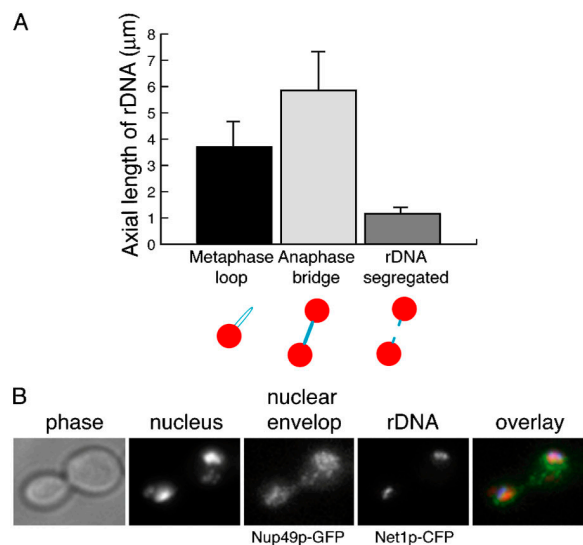 A
Axial length of rDNA (μm)
8
7
6
5
4
3
2
1
0
Metaphase loop
Anaphase bridge
rDNA segregated
B
phase
nucleus
nuclear envelop
rDNA
overlay
Nup49p-GFP
Net1p-CFP